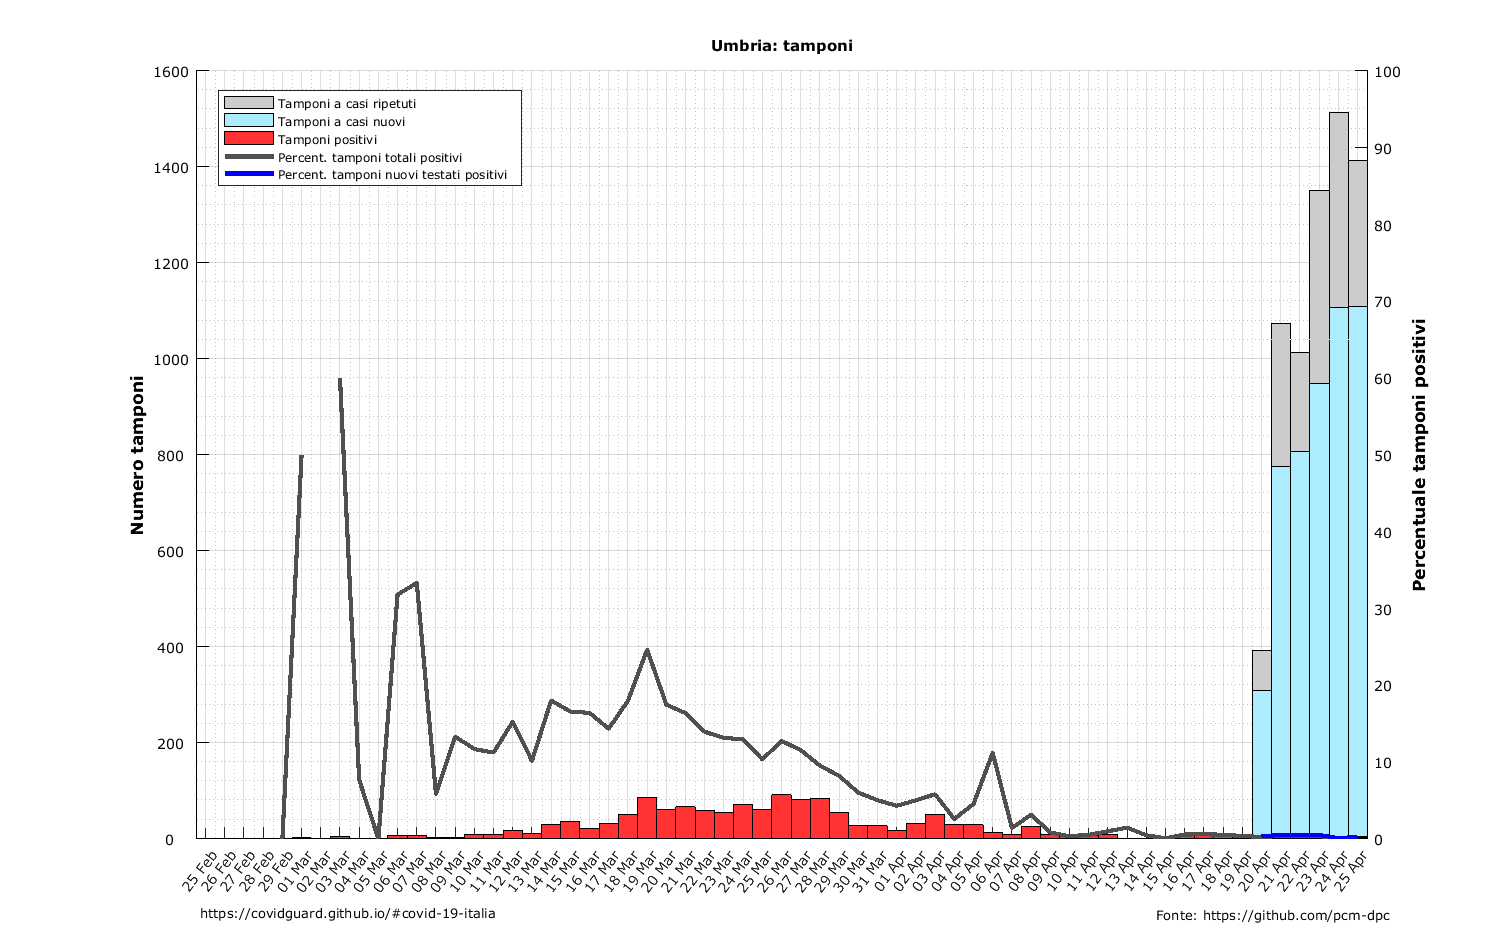 Umbria: tamponi
Tamponi a casi ripetuti
Tamponi a casi nuovi
Tamponi positivi
Percent. tamponi totali positivi
Percent. tamponi nuovi testati positivi
Numero tamponi
1600
1400
1200
1000
800
600
400
200
0
Percentuale tamponi positivi
100
90
80
70
60
50
40
30
20
10
0
25 Feb
26 Feb
27 Feb
28 Feb
29 Feb
01 Mar
02 Mar
03 Mar
04 Mar
05 Mar
06 Mar
07 Mar
08 Mar
09 Mar
10 Mar
11 Mar
12 Mar
13 Mar
14 Mar
15 Mar
16 Mar
17 Mar
18 Mar
19 Mar
20 Mar
21 Mar
22 Mar
23 Mar
24 Mar
25 Mar
26 Mar
27 Mar
28 Mar
29 Mar
30 Mar
31 Mar
01 Apr
02 Apr
03 Apr
04 Apr
05 Apr
06 Apr
07 Apr
08 Apr
09 Apr
10 Apr
11 Apr
12 Apr
13 Apr
14 Apr
15 Apr
16 Apr
17 Apr
18 Apr
19 Apr
20 Apr
21 Apr
22 Apr
23 Apr
24 Apr
25 Apr
https://covidguard.github.io/#covid-19-italia
Fonte: https://github.com/pcm-dpc